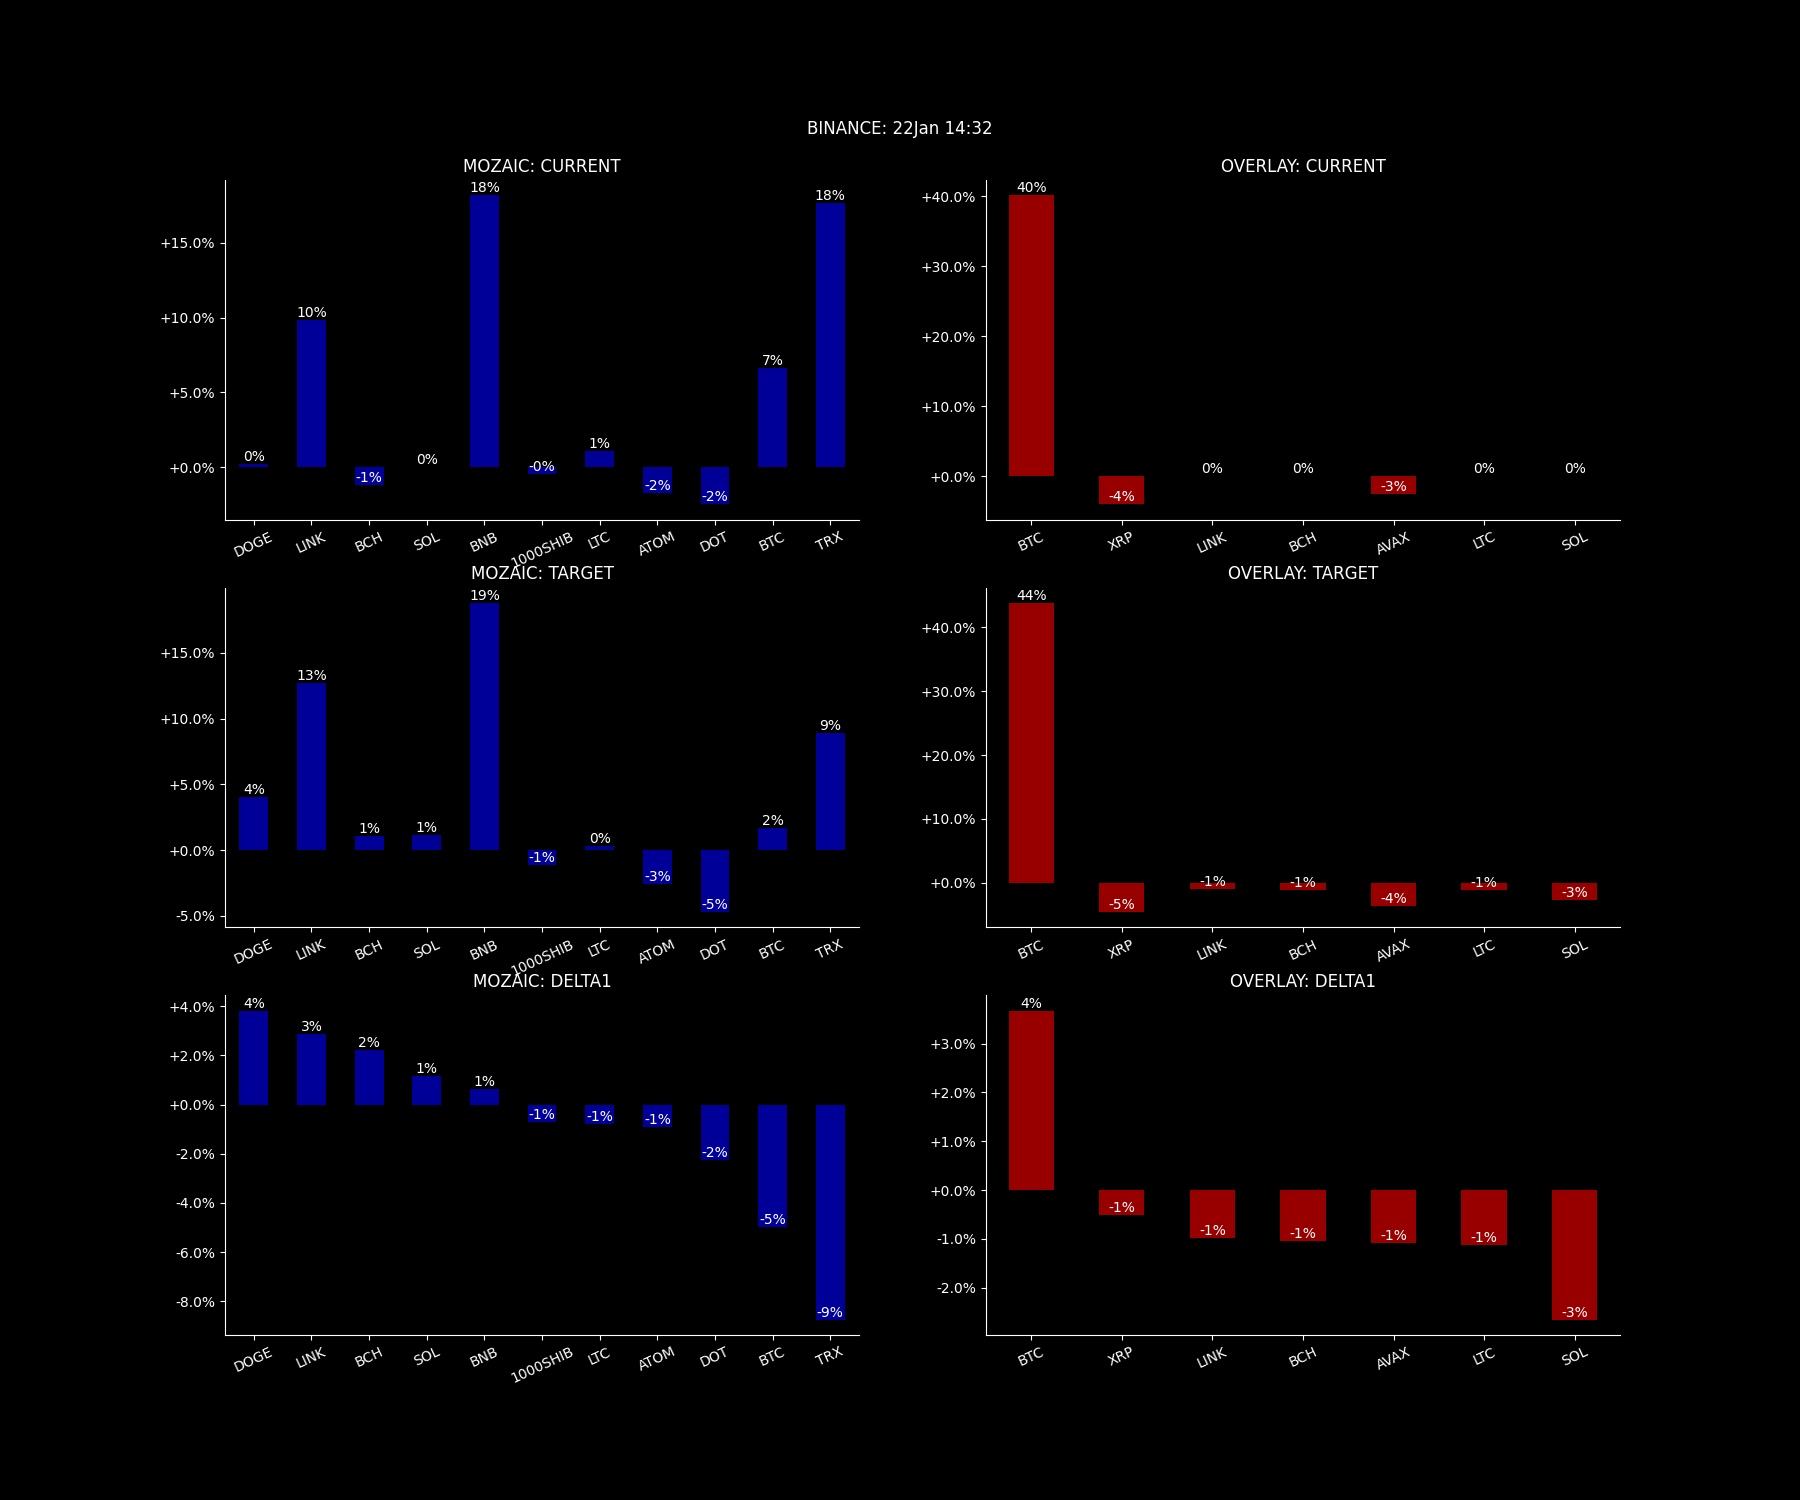 BINANCE: 22Jan 14:32
MOZAIC: CURRENT
+15.0%
+10.0%
+5.0%
+0.0%
0%
10%
-1%
0%
18%
-0%
1%
-2%
-2%
7%
18%
DOGE
LINK
BCH
SOL
BNB
1000SHIB
LTC
ATOM
DOT
BTC
TRX
OVERLAY: CURRENT
+40.0%
+30.0%
+20.0%
+10.0%
+0.0%
40%
-4%
0%
0%
-3%
0%
0%
BTC
XRP
LINK
BCH
AVAX
LTC
SOL
MOZAIC: TARGET
+15.0%
+10.0%
+5.0%
+0.0%
-5.0%
4%
13%
1%
1%
19%
-1%
0%
-3%
-5%
2%
9%
DOGE
LINK
BCH
SOL
BNB
1000SHIB
LTC
ATOM
DOT
BTC
TRX
OVERLAY: TARGET
+40.0%
+30.0%
+20.0%
+10.0%
+0.0%
44%
-5%
-1%
-1%
-4%
-1%
-3%
BTC
XRP
LINK
BCH
AVAX
LTC
SOL
MOZAIC: DELTA1
+4.0%
+2.0%
+0.0%
-2.0%
-4.0%
-6.0%
-8.0%
4%
3%
2%
1%
1%
-1%
-1%
-1%
-2%
-5%
-9%
DOGE
LINK
BCH
SOL
BNB
1000SHIB
LTC
ATOM
DOT
BTC
TRX
OVERLAY: DELTA1
+3.0%
+2.0%
+1.0%
+0.0%
-1.0%
-2.0%
4%
-1%
-1%
-1%
-1%
-1%
-3%
BTC
XRP
LINK
BCH
AVAX
LTC
SOL